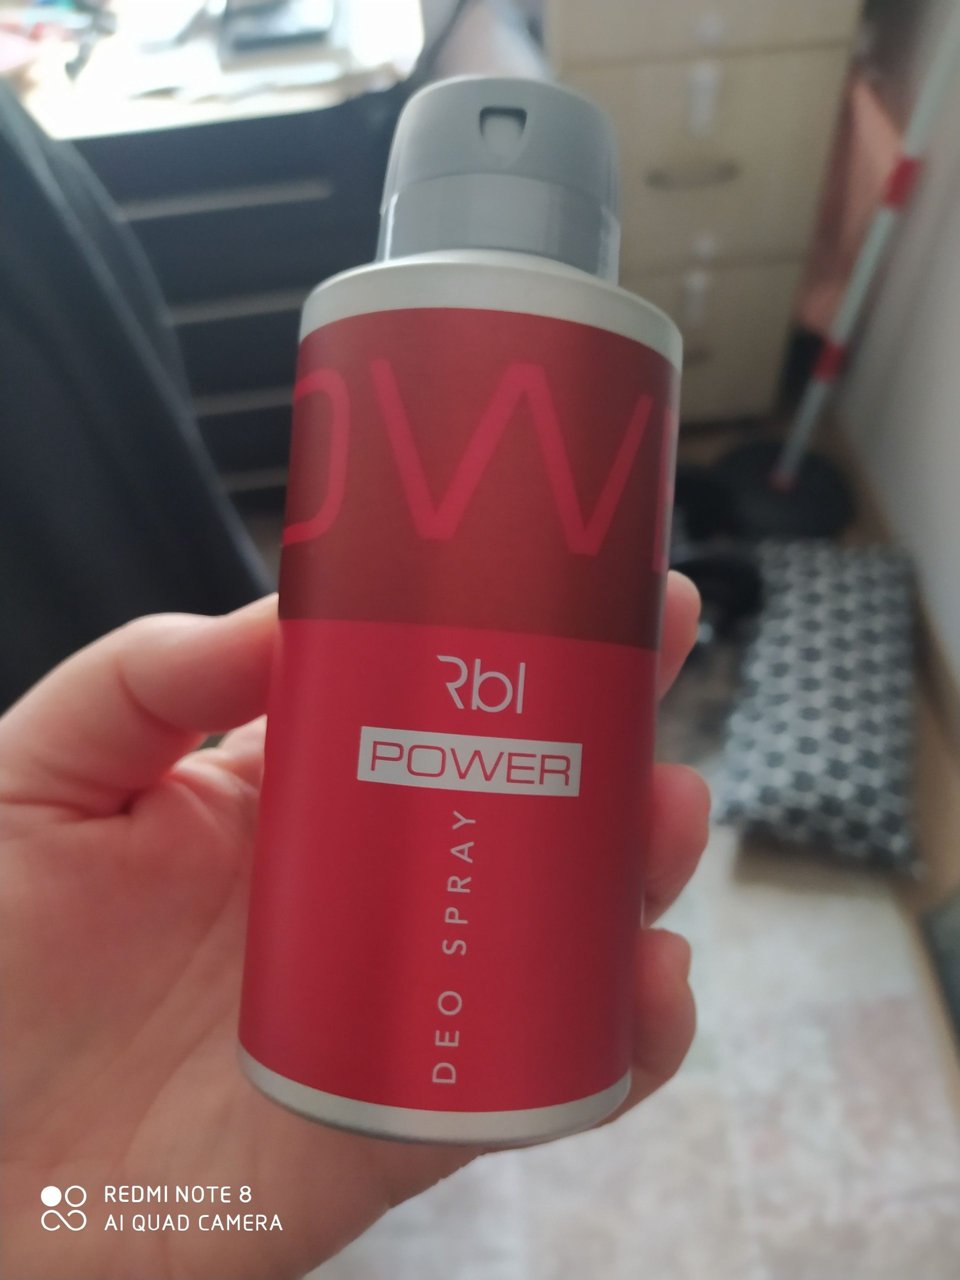 OW
Rbl
POWER
DEO SPRAY
REDMI NOTE 8
AI QUAD CAMERA